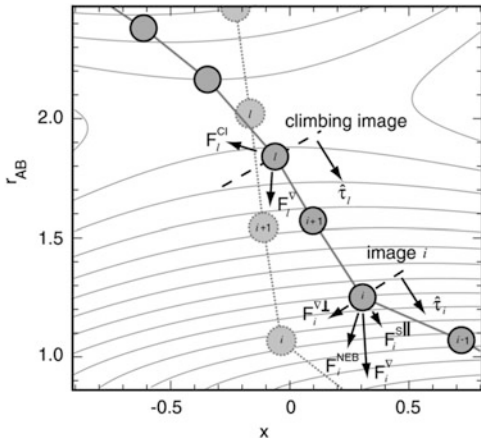 r_AB
2.0
1.5
1.0
-0.5
0
0.5
x
l
F_l^CI
climbing image
l
τ̂_l
F_l^∇
i+1
i+1
image i
i
F_i^∇⊥
τ̂_i
F_i^S||
i
F_i^NEB
F_i^∇
i-1